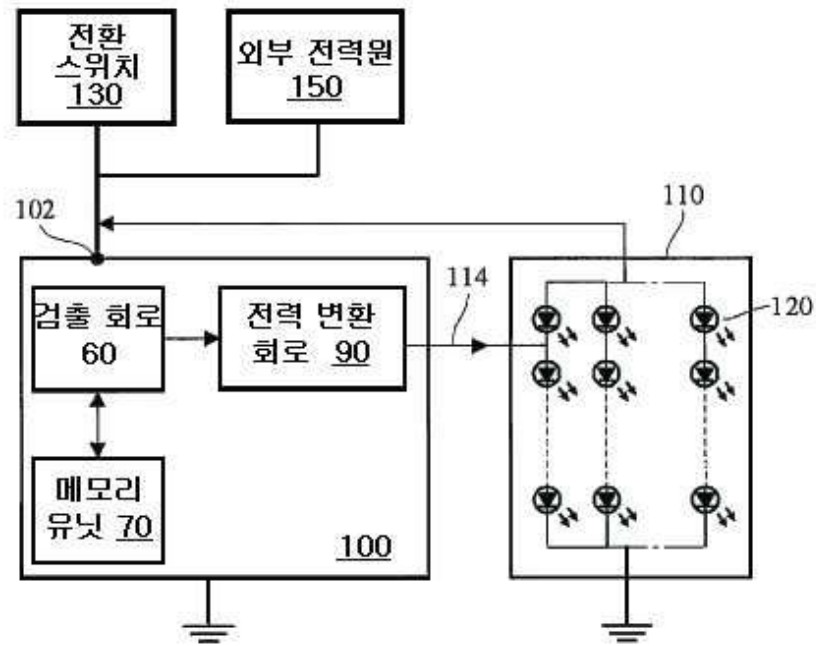 전환
스위치
130
외부 전력원
150
102
110
검출 회로
60
전력 변환
회로 90
114
120
메모리
유닛 70
100